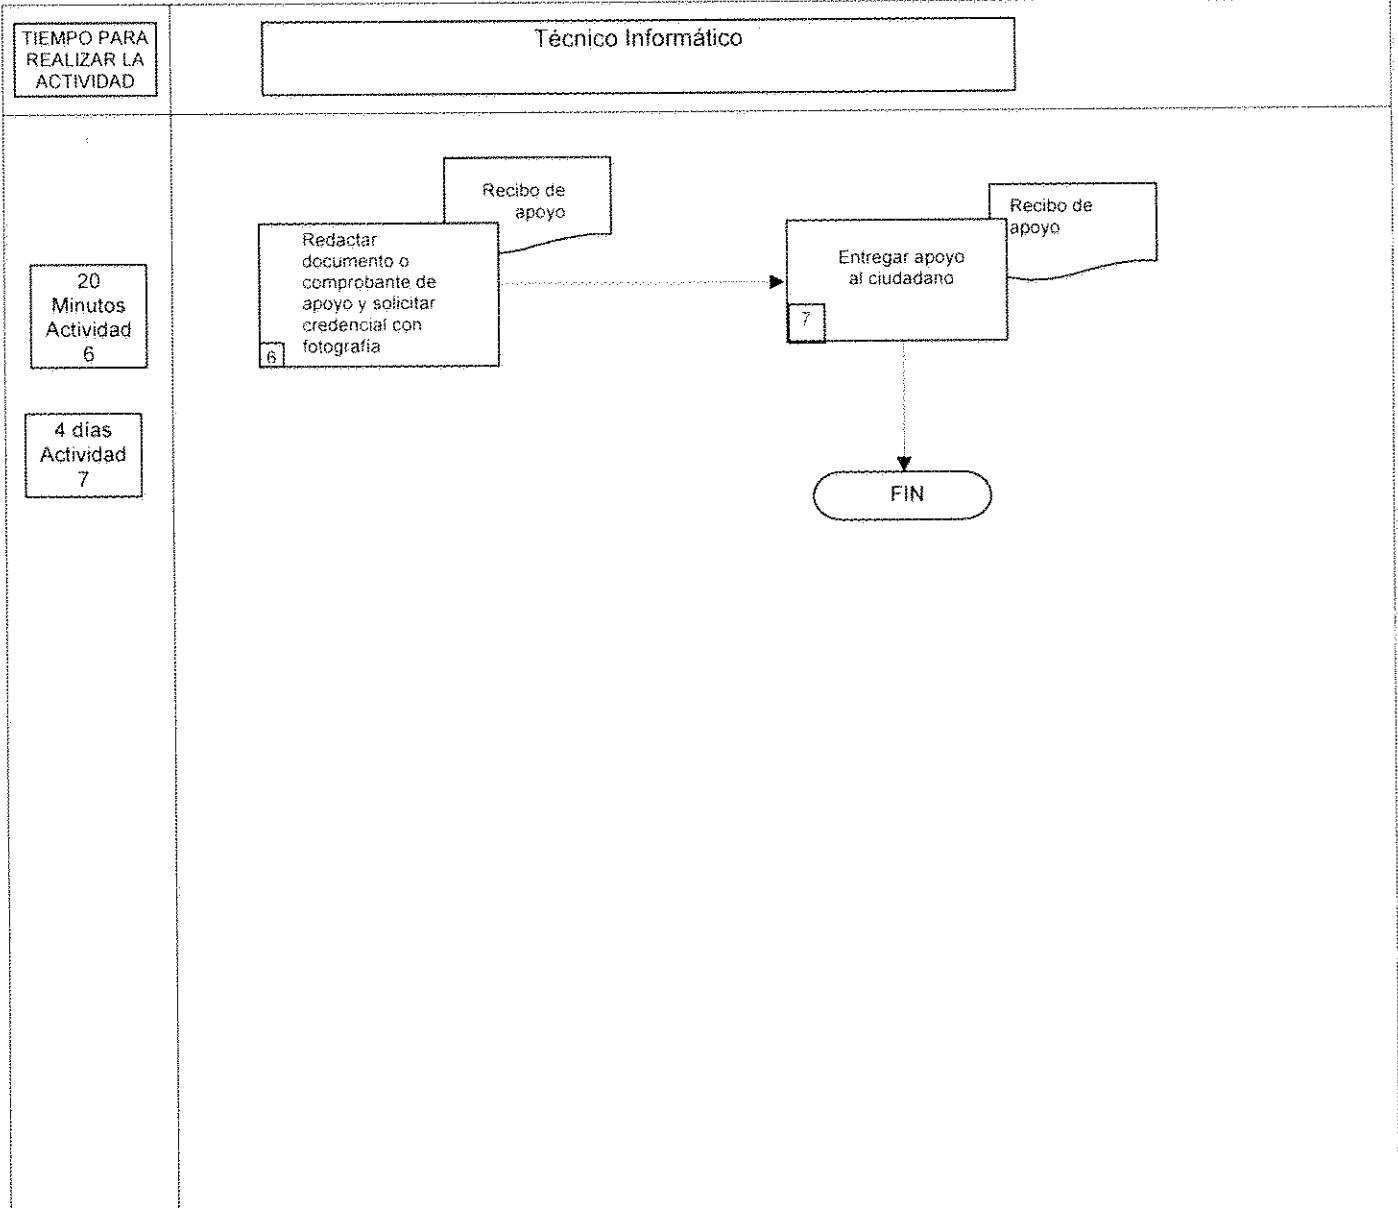 TIEMPO PARA
REALIZAR LA
ACTIVIDAD
Técnico Informático
Recibo de
apoyo
Redactar
documento o
comprobante de
apoyo y solicitar
credencial con
fotografía
6
Recibo de
apoyo
Entregar apoyo
al ciudadano
7
20
Minutos
Actividad
6
4 días
Actividad
7
FIN